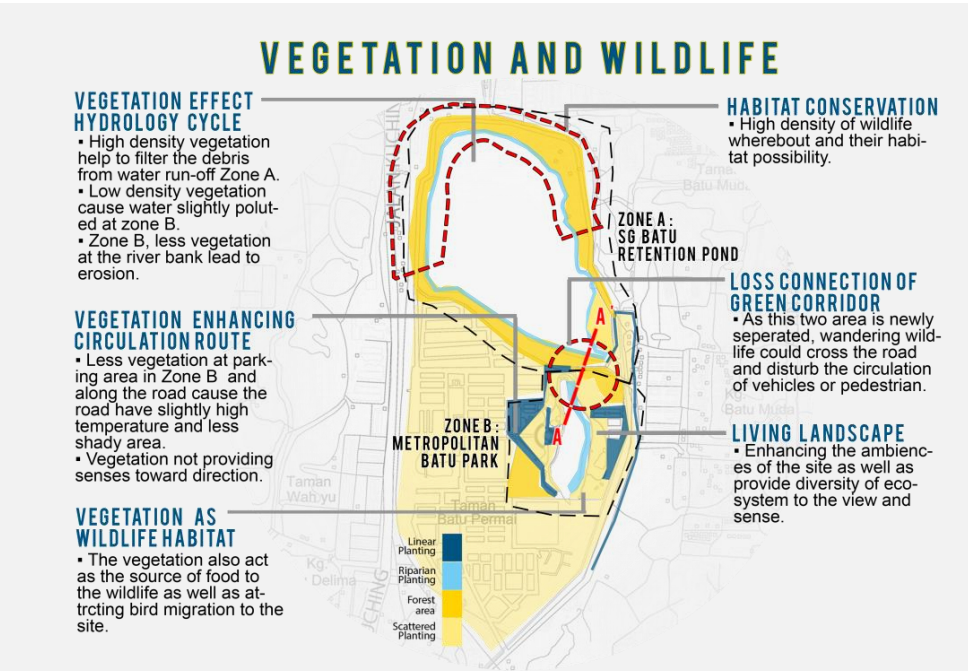 VEGETATION AND WILDLIFE
VEGETATION EFFECT
HYDROLOGY CYCLE
▪ High density vegetation
help to filter the debris
from water run-off Zone A.
▪ Low density vegetation
cause water slightly polut-
ed at zone B.
▪ Zone B, less vegetation
at the river bank lead to
erosion.
VEGETATION ENHANCING
CIRCULATION ROUTE
▪ Less vegetation at park-
ing area in Zone B and
along the road cause the
road have slightly high
temperature and less
shady area.
▪ Vegetation not providing
senses toward direction.
VEGETATION AS
WILDLIFE HABITAT
▪ The vegetation also act
as the source of food to
the wildlife as well as at-
trcting bird migration to the
site.
HABITAT CONSERVATION
▪ High density of wildlife
wherebout and their habi-
tat possibility.
ZONE A :
SG BATU
RETENTION POND
LOSS CONNECTION OF
GREEN CORRIDOR
▪ As this two area is newly
seperated, wandering wild-
life could cross the road
and disturb the circulation
of vehicles or pedestrian.
LIVING LANDSCAPE
▪ Enhancing the ambienc-
es of the site as well as
provide diversity of eco-
system to the view and
sense.
A
A
ZONE B :
METROPOLITAN
BATU PARK
Taman
Wahyu
Taman
Batu Permai
Kg.
Delima
Tama
Batu Muda
Kg.
Batu Muda
Linear
Planting
Riparian
Planting
Forest
area
Scattered
Planting